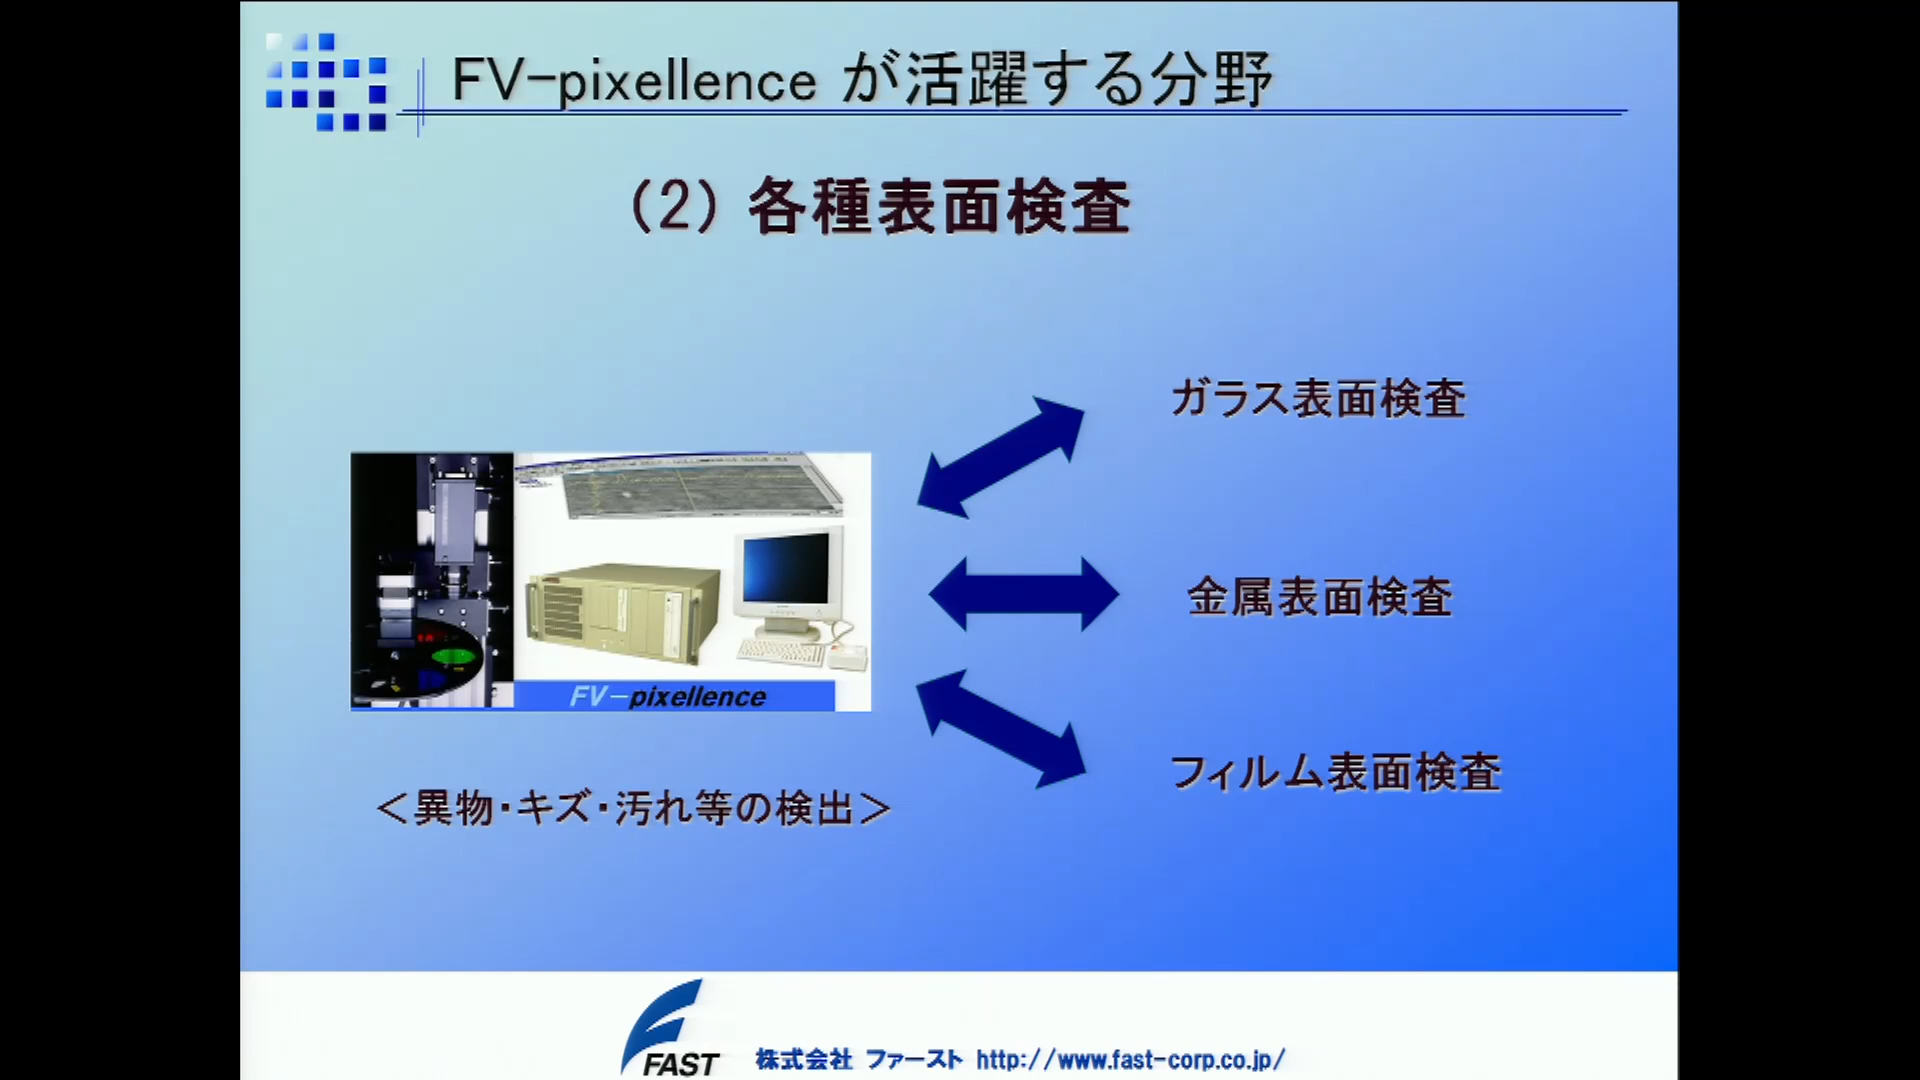 FV-pixellence が活躍する分野
（2）各種表面検査
ガラス表面検査
金属表面検査
フィルム表面検査
FV-pixellence
＜異物・キズ・汚れ等の検出＞
FAST
株式会社 ファースト http://www.fast-corp.co.jp/